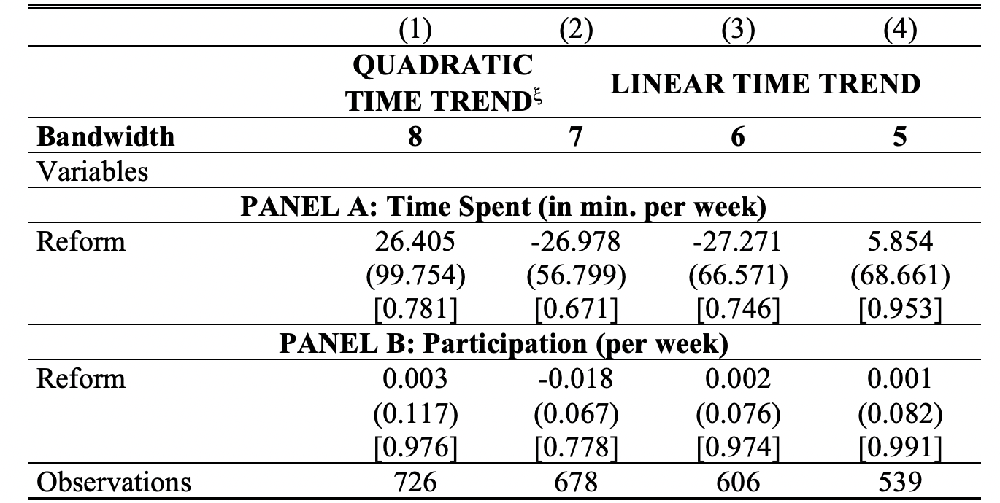 (1) (2) (3) (4)
QUADRATIC
TIME TRENDξ LINEAR TIME TREND
Bandwidth 8 7 6 5
Variables
PANEL A: Time Spent (in min. per week)
Reform 26.405 -26.978 -27.271 5.854
(99.754) (56.799) (66.571) (68.661)
[0.781] [0.671] [0.746] [0.953]
PANEL B: Participation (per week)
Reform 0.003 -0.018 0.002 0.001
(0.117) (0.067) (0.076) (0.082)
[0.976] [0.778] [0.974] [0.991]
Observations 726 678 606 539